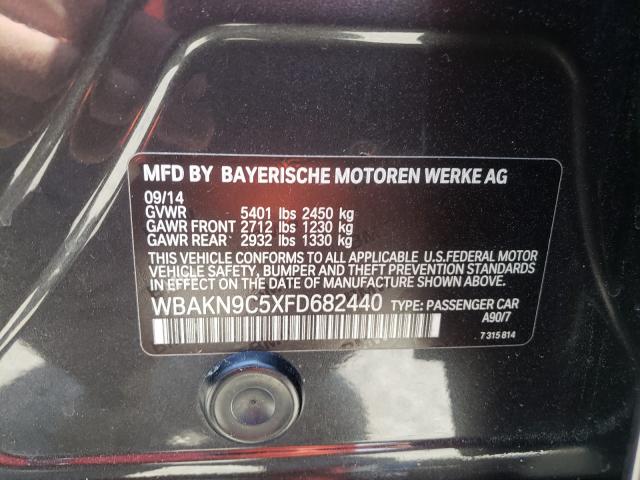 MFD BY BAYERISCHE MOTOREN WERKE AG
09/14
GVWR 5401 lbs 2450 kg
GAWR FRONT 2712 lbs 1230 kg
GAWR REAR 2932 lbs 1330 kg
THIS VEHICLE CONFORMS TO ALL APPLICABLE U.S.FEDERAL MOTOR
VEHICLE SAFETY, BUMPER AND THEFT PREVENTION
STANDARDS IN EFFECT ON THE DATE OF MANUFACTURE SHOWN ABOVE.
WBAKN9C5XFD682440 TYPE: PASSENGER CAR
A90/7
7 315 814